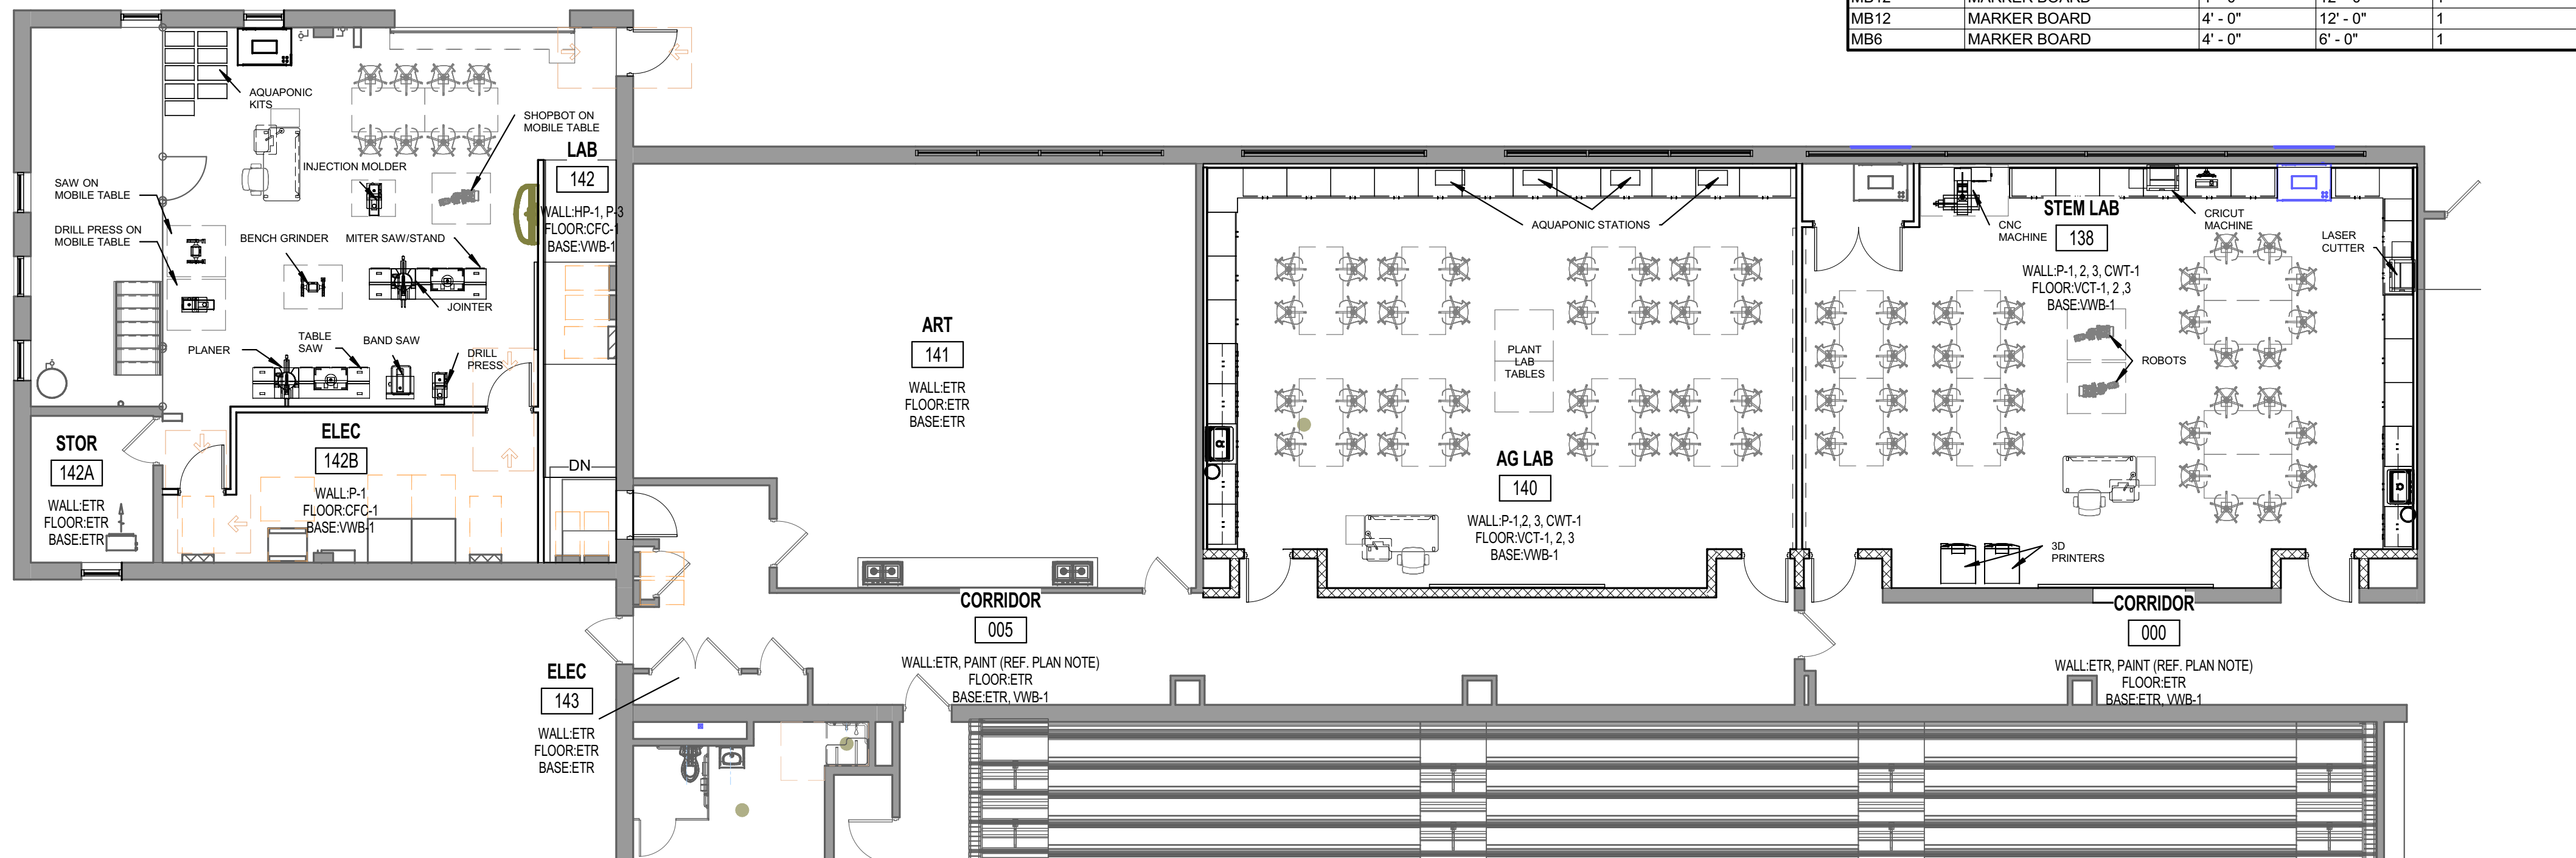 MB12 MARKER BOARD 4' - 0" 12' - 0" 1
MB6 MARKER BOARD 4' - 0" 6' - 0" 1
AQUAPONIC
KITS
SHOPBOT ON
MOBILE TABLE
LAB
142
WALL:HP-1, P-3
FLOOR:CFC-1
BASE:VWB-1
INJECTION MOLDER
SAW ON
MOBILE TABLE
DRILL PRESS ON
MOBILE TABLE
BENCH GRINDER
MITER SAW/STAND
JOINTER
PLANER
TABLE
SAW
BAND SAW
DRILL
PRESS
STOR
142A
WALL:ETR
FLOOR:ETR
BASE:ETR
ELEC
142B
WALL:P-1
FLOOR:CFC-1
BASE:VWB-1
DN
ART
141
WALL:ETR
FLOOR:ETR
BASE:ETR
AQUAPONIC STATIONS
PLANT
LAB
TABLES
AG LAB
140
WALL:P-1,2, 3, CWT-1
FLOOR:VCT-1, 2, 3
BASE:VWB-1
CNC
MACHINE
STEM LAB
138
WALL:P-1, 2, 3, CWT-1
FLOOR:VCT-1, 2 ,3
BASE:VWB-1
CRICUT
MACHINE
LASER
CUTTER
ROBOTS
3D
PRINTERS
CORRIDOR
005
WALL:ETR, PAINT (REF. PLAN NOTE)
FLOOR:ETR
BASE:ETR, VWB-1
CORRIDOR
000
WALL:ETR, PAINT (REF. PLAN NOTE)
FLOOR:ETR
BASE:ETR, VWB-1
ELEC
143
WALL:ETR
FLOOR:ETR
BASE:ETR